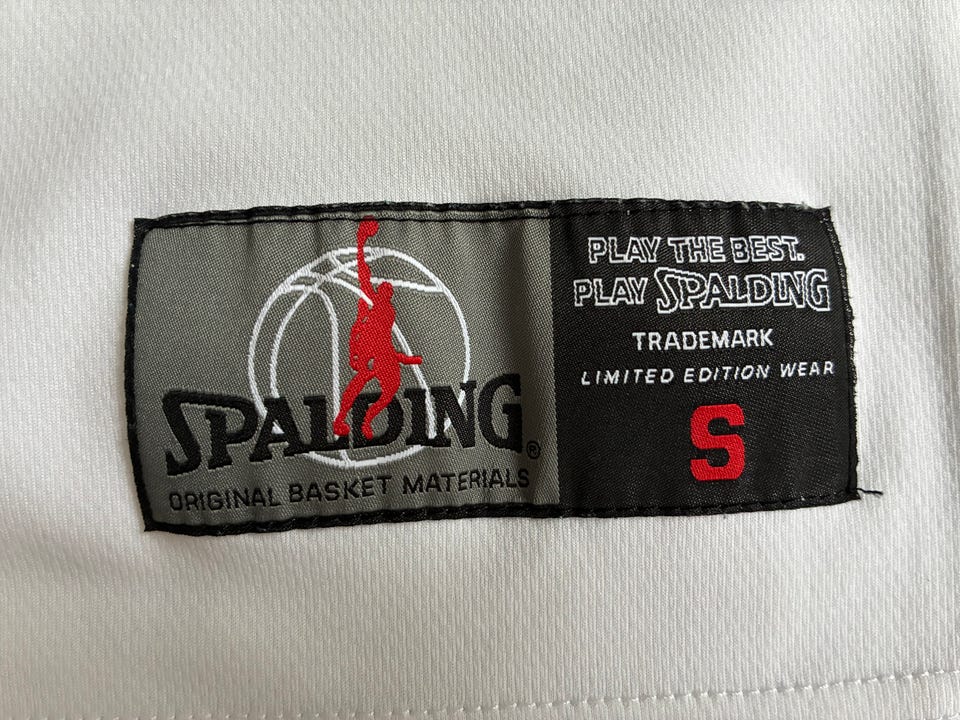 SPALDING®
ORIGINAL BASKET MATERIALS
PLAY THE BEST.
PLAY SPALDING
TRADEMARK
LIMITED EDITION WEAR
S